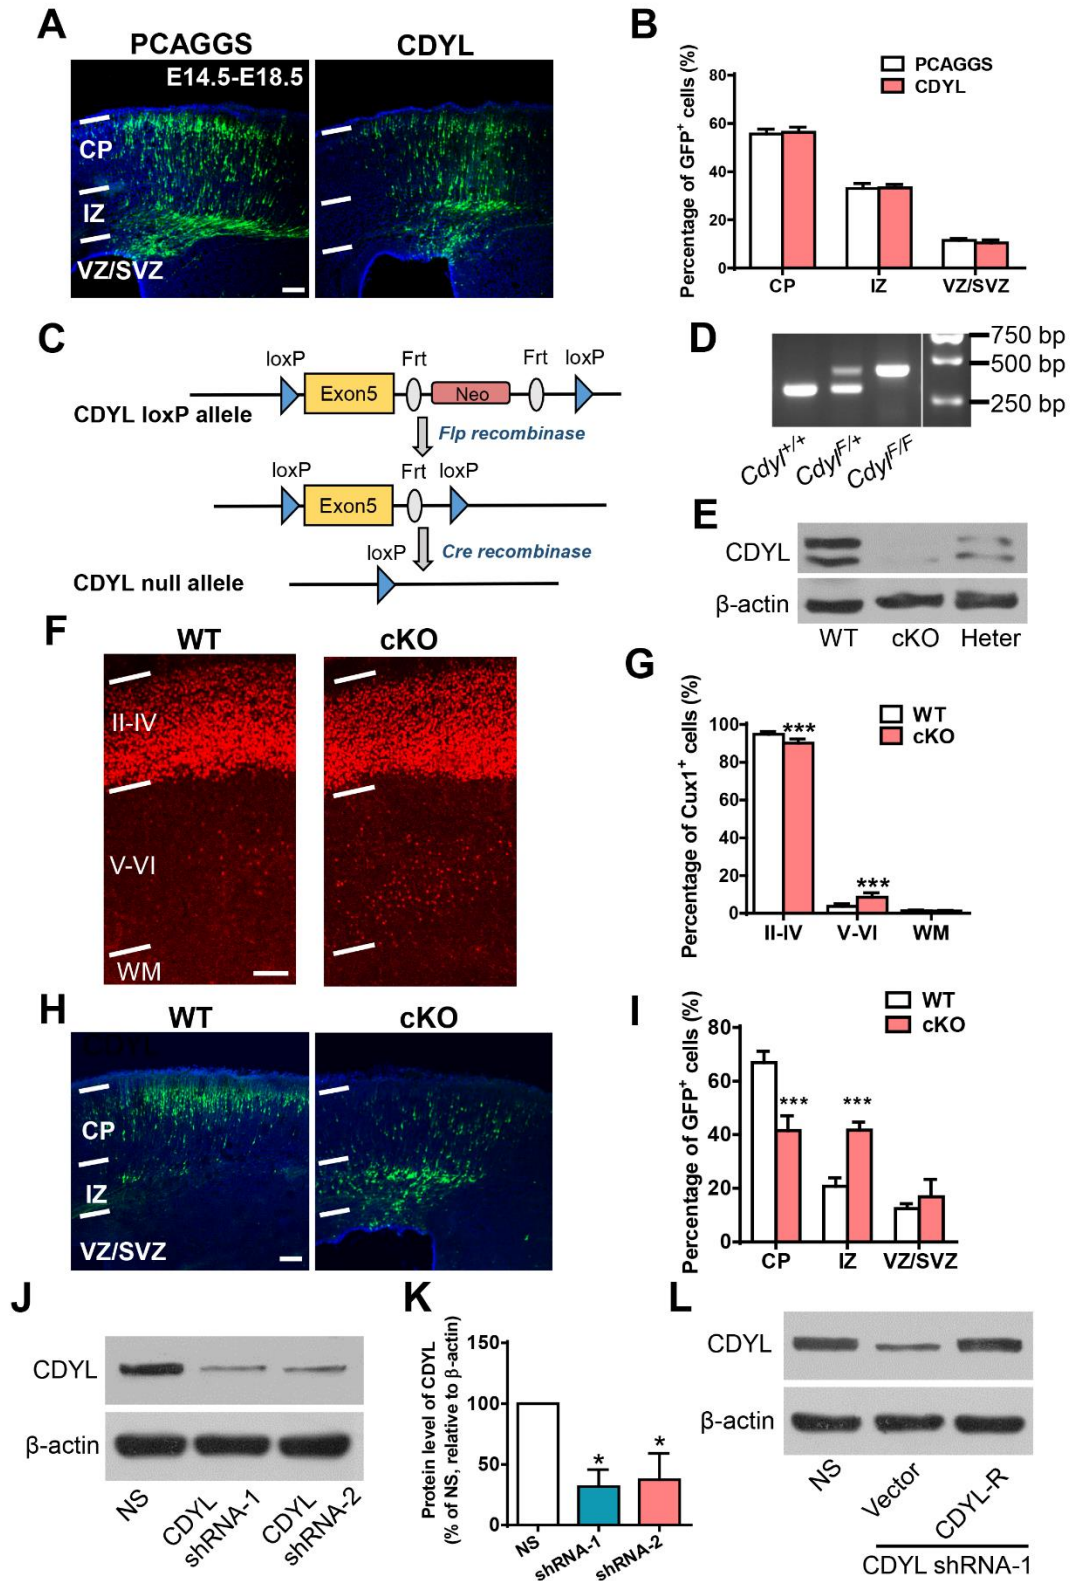 A
PCAGGS
CDYL
E14.5-E18.5
CP
IZ
VZ/SVZ
B
Percentage of GFP⁺ cells (%)
PCAGGS
CDYL
80
60
40
20
0
CP IZ VZ/SVZ
C
loxP Frt Frt loxP
Exon5 Neo
CDYL loxP allele
Flp recombinase
loxP Frt loxP
Exon5
Cre recombinase
loxP
CDYL null allele
D
750 bp
500 bp
250 bp
Cdyl+/+
CdylF/+
CdylF/F
E
CDYL
β-actin
WT cKO Heter
F
WT cKO
II-IV
V-VI
WM
G
Percentage of Cux1⁺ cells (%)
WT
cKO
100
80
60
40
20
0
***
***
II-IV V-VI WM
H
WT cKO
CDYL
CP
IZ
VZ/SVZ
I
Percentage of GFP⁺ cells (%)
WT
cKO
80
60
40
20
0
*** ***
CP IZ VZ/SVZ
J
CDYL
β-actin
NS
CDYL
shRNA-1
CDYL
shRNA-2
K
Protein level of CDYL
(% of NS, relative to β-actin)
150
100
50
0
* *
NS
shRNA-1
shRNA-2
L
CDYL
β-actin
NS
Vector
CDYL-R
CDYL shRNA-1